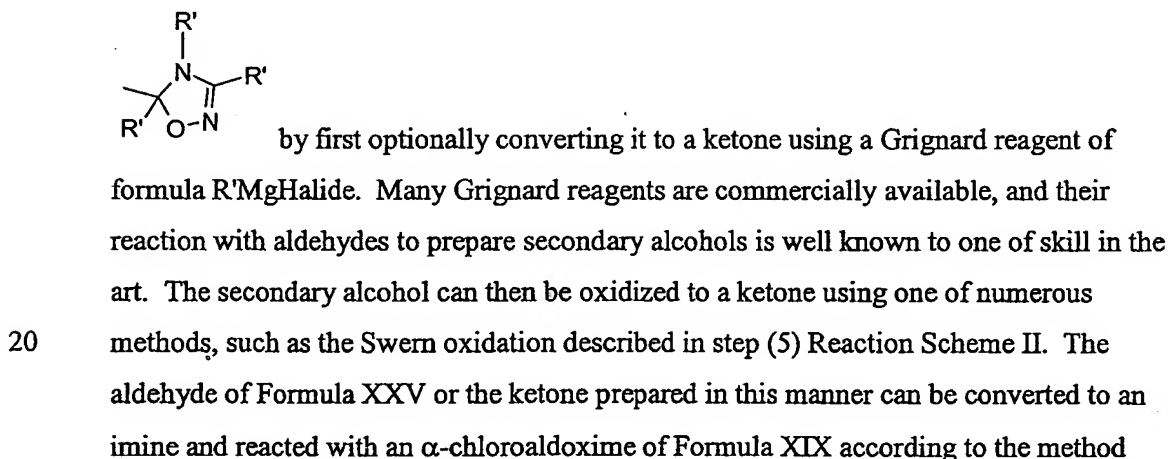 R'
N
R'
R'
O-N
by first optionally converting it to a ketone using a Grignard reagent of
formula R'MgHalide. Many Grignard reagents are commercially available, and their
reaction with aldehydes to prepare secondary alcohols is well known to one of skill in the
art. The secondary alcohol can then be oxidized to a ketone using one of numerous
20 methods, such as the Swern oxidation described in step (5) Reaction Scheme II. The
aldehyde of Formula XXV or the ketone prepared in this manner can be converted to an
imine and reacted with an α-chloroaldoxime of Formula XIX according to the method